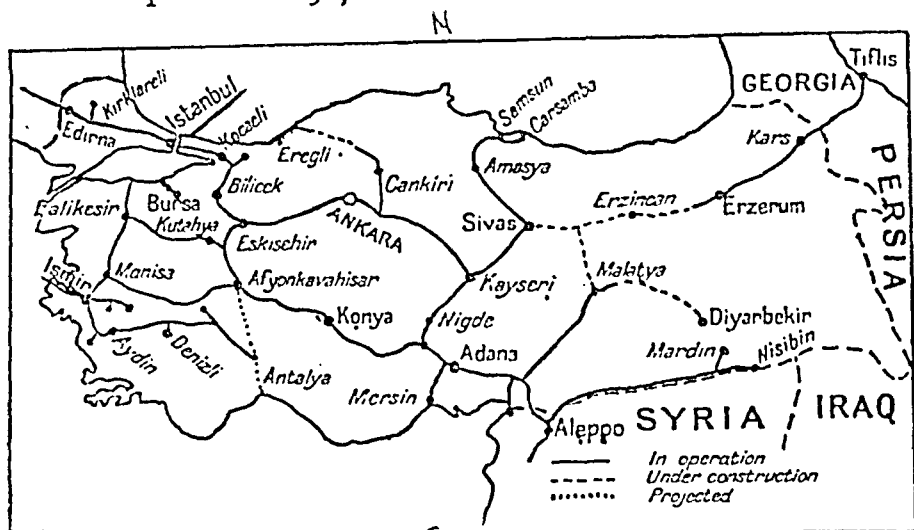 N
Tiflis
GEORGIA
Kirklareli
Istanbul
Samsun
Carsamba
Edirna
Kocaeli
Kars
PERSIA
Eregli
Amasya
Bilicek
Cankiri
Bursa
Erzincan
Erzerum
Balikesir
Kutahya
ANKARA
Sivas
Eskischir
Manisa
Afyonkavahisar
Malatya
Ismir
Kayseri
Konya
Nigde
Diyarbekir
Aydin
Denizli
Adana
Mardin
Nisibin
Antalya
Mersin
SYRIA
IRAQ
Aleppo
In operation
Under construction
Projected